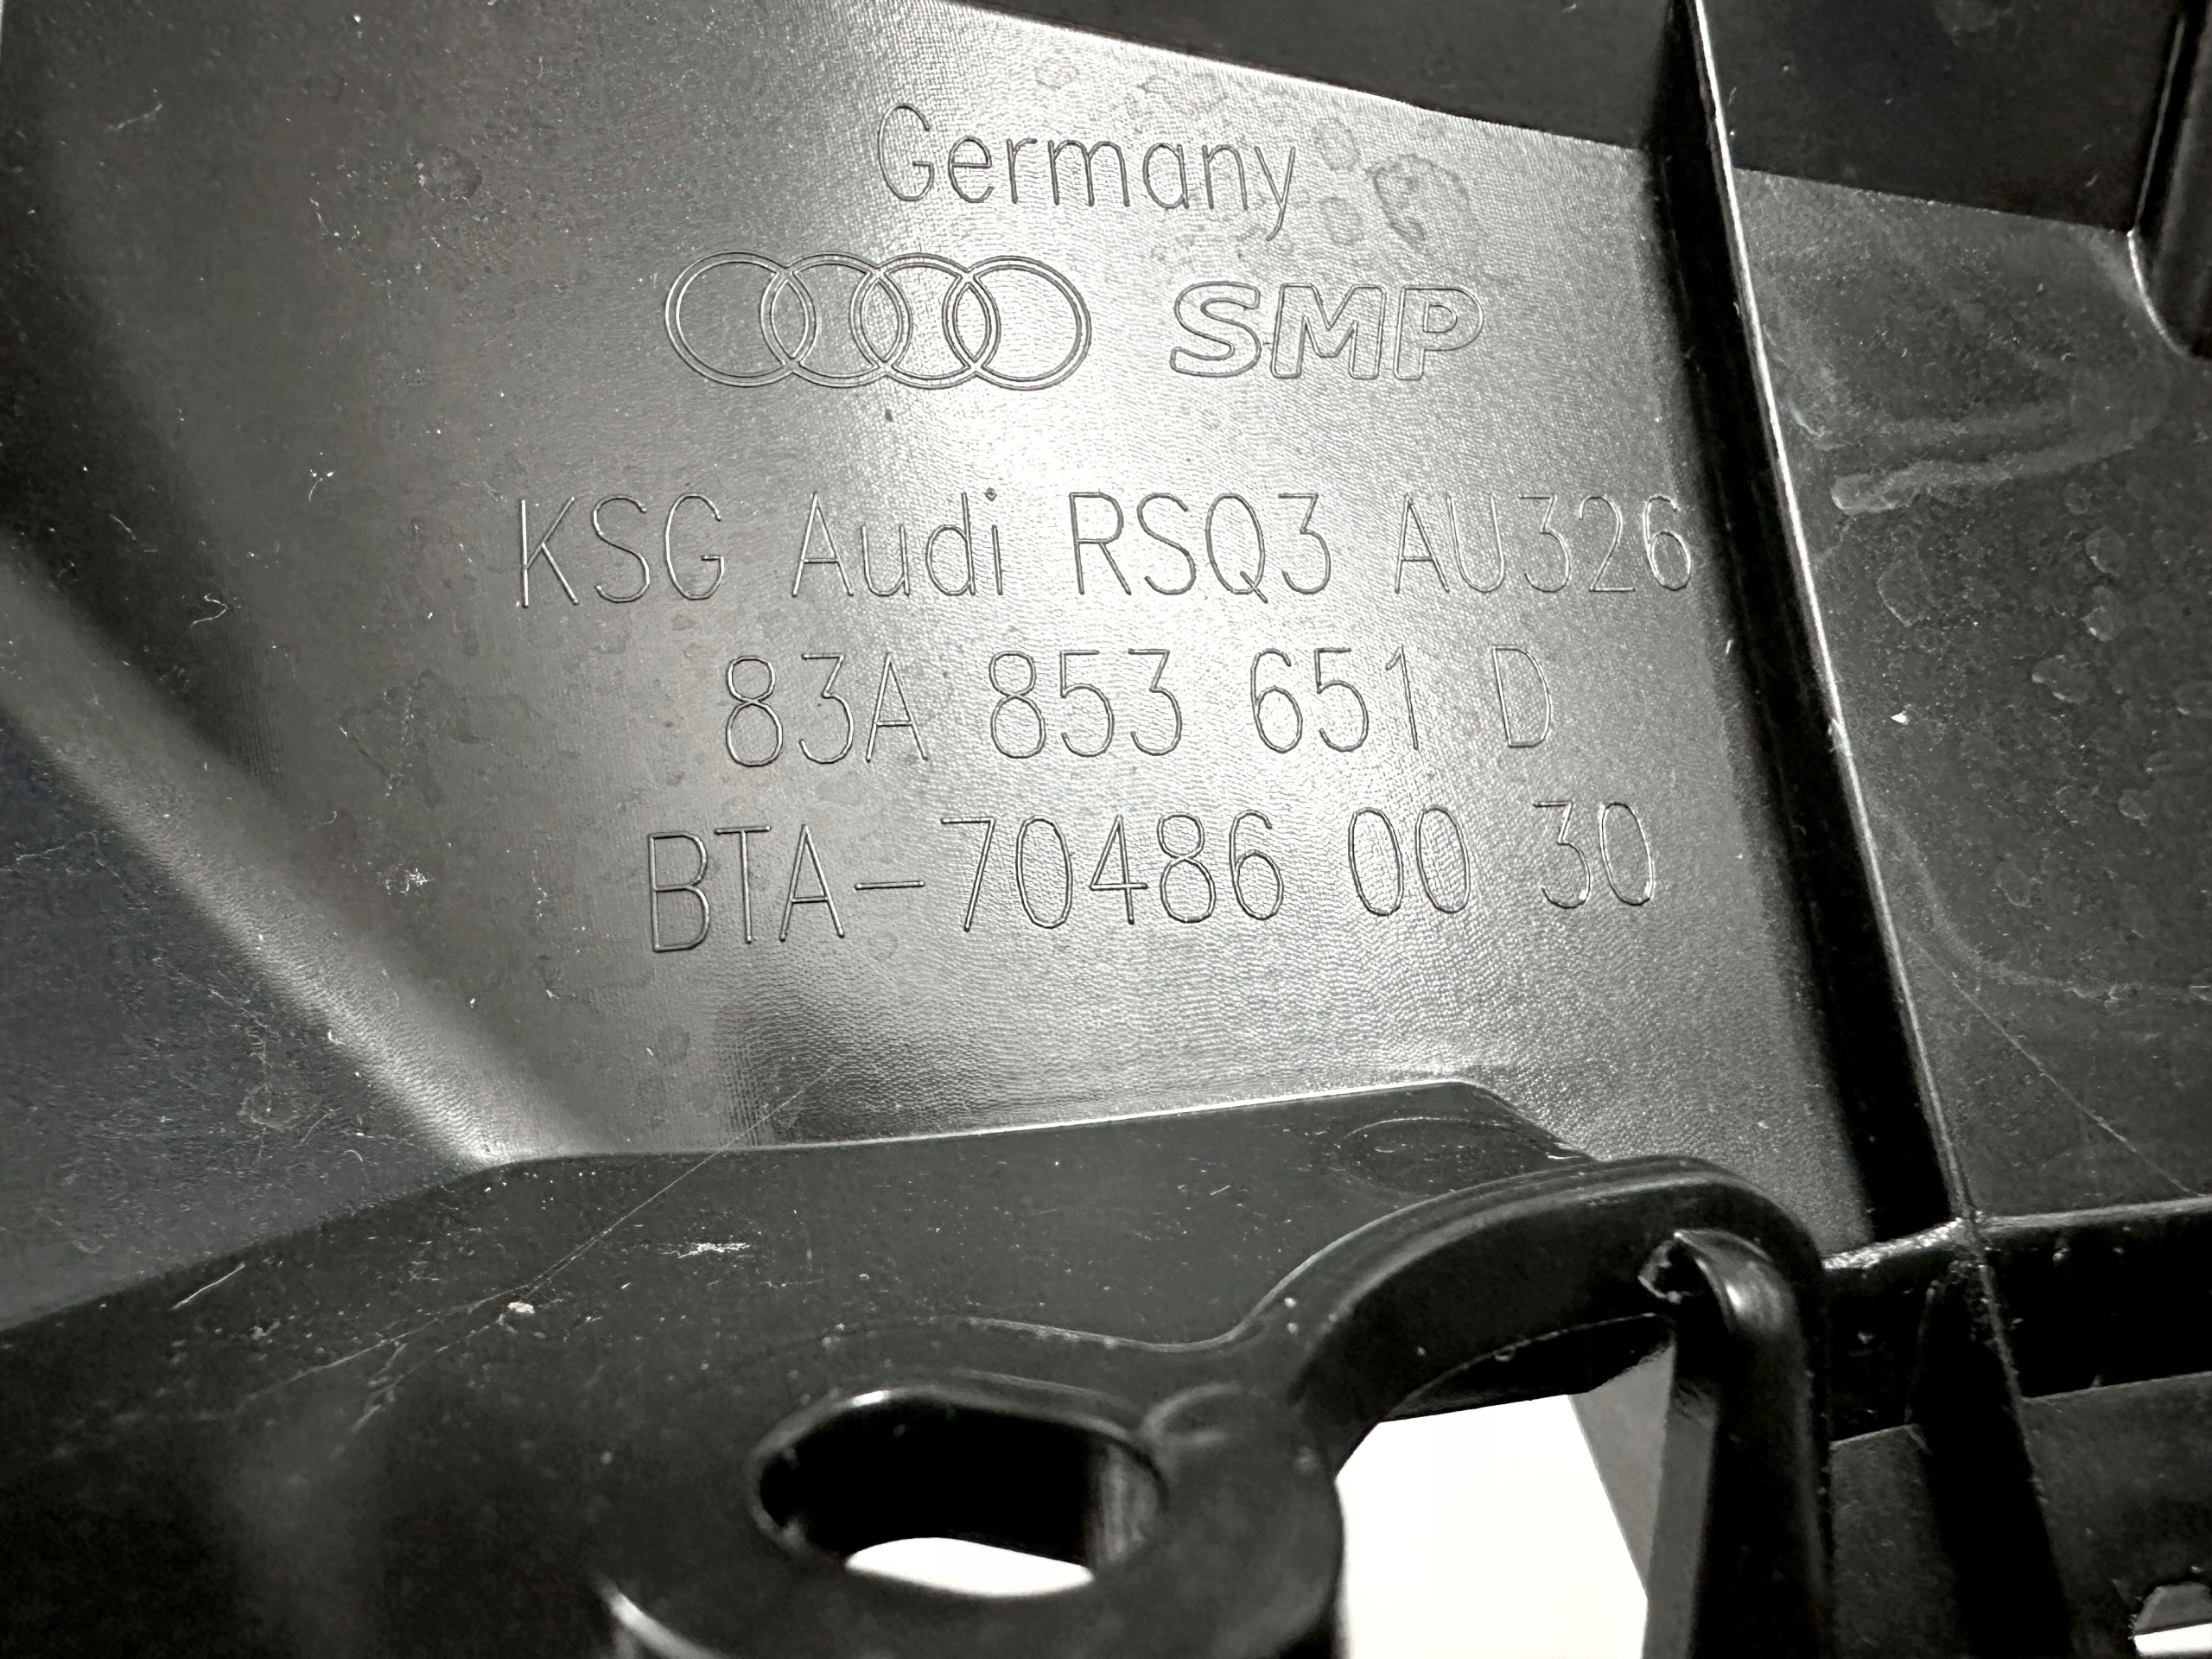 Germany
SMP
KSG Audi RSQ3 AU326
83A 853 651 D
BTA-70486 00 30